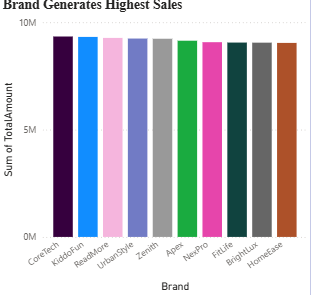 Brand Generates Highest Sales
10M
5M
0M
Sum of TotalAmount
CoreTech
KiddoFun
ReadMore
UrbanStyle
Zenith
Apex
NexPro
FitLife
BrightLux
HomeEase
Brand